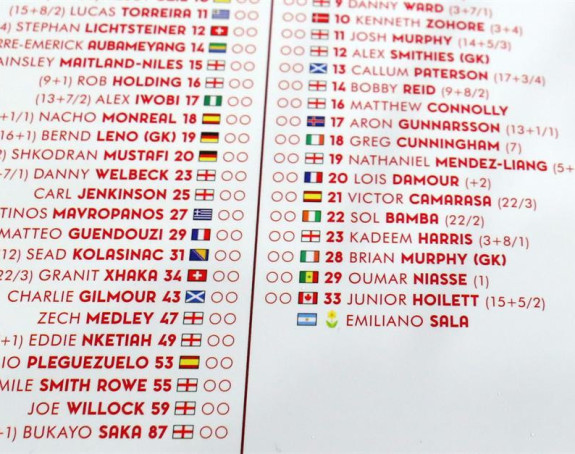 (15+8/2) LUCAS TORREIRA 11
STEPHAN LICHTSTEINER 12
AUBAMEYANG 14
MAITLAND-NILES 15
(9+1) ROB HOLDING 16
(13+7/2) ALEX IWOBI 17
NACHO MONREAL 18
BERND LENO (GK) 19
SHKODRAN MUSTAFI 20
DANNY WELBECK 23
CARL JENKINSON 25
MAVROPANOS 27
MATTEO GUENDOUZI 29
SEAD KOLASINAC 31
GRANIT XHAKA 34
CHARLIE GILMOUR 43
ZECH MEDLEY 47
EDDIE NKETIAH 49
PLEGUEZUELO 53
SMITH ROWE 55
JOE WILLOCK 59
BUKAYO SAKA 87
9 DANNY WARD (3+7/1)
10 KENNETH ZOHORE (3+4)
11 JOSH MURPHY (14+5/3)
12 ALEX SMITHIES (GK)
13 CALLUM PATERSON (17+3/4)
14 BOBBY REID (9+8/2)
16 MATTHEW CONNOLLY
17 ARON GUNNARSSON (13+1/1)
18 GREG CUNNINGHAM (7)
19 NATHANIEL MENDEZ-LIANG
20 LOIS DAMOUR (+2)
21 VICTOR CAMARASA (22/3)
22 SOL BAMBA (22/2)
23 KADEEM HARRIS (3+8/1)
28 BRIAN MURPHY (GK)
29 OUMAR NIASSE (1)
33 JUNIOR HOILETT (15+5/2)
EMILIANO SALA